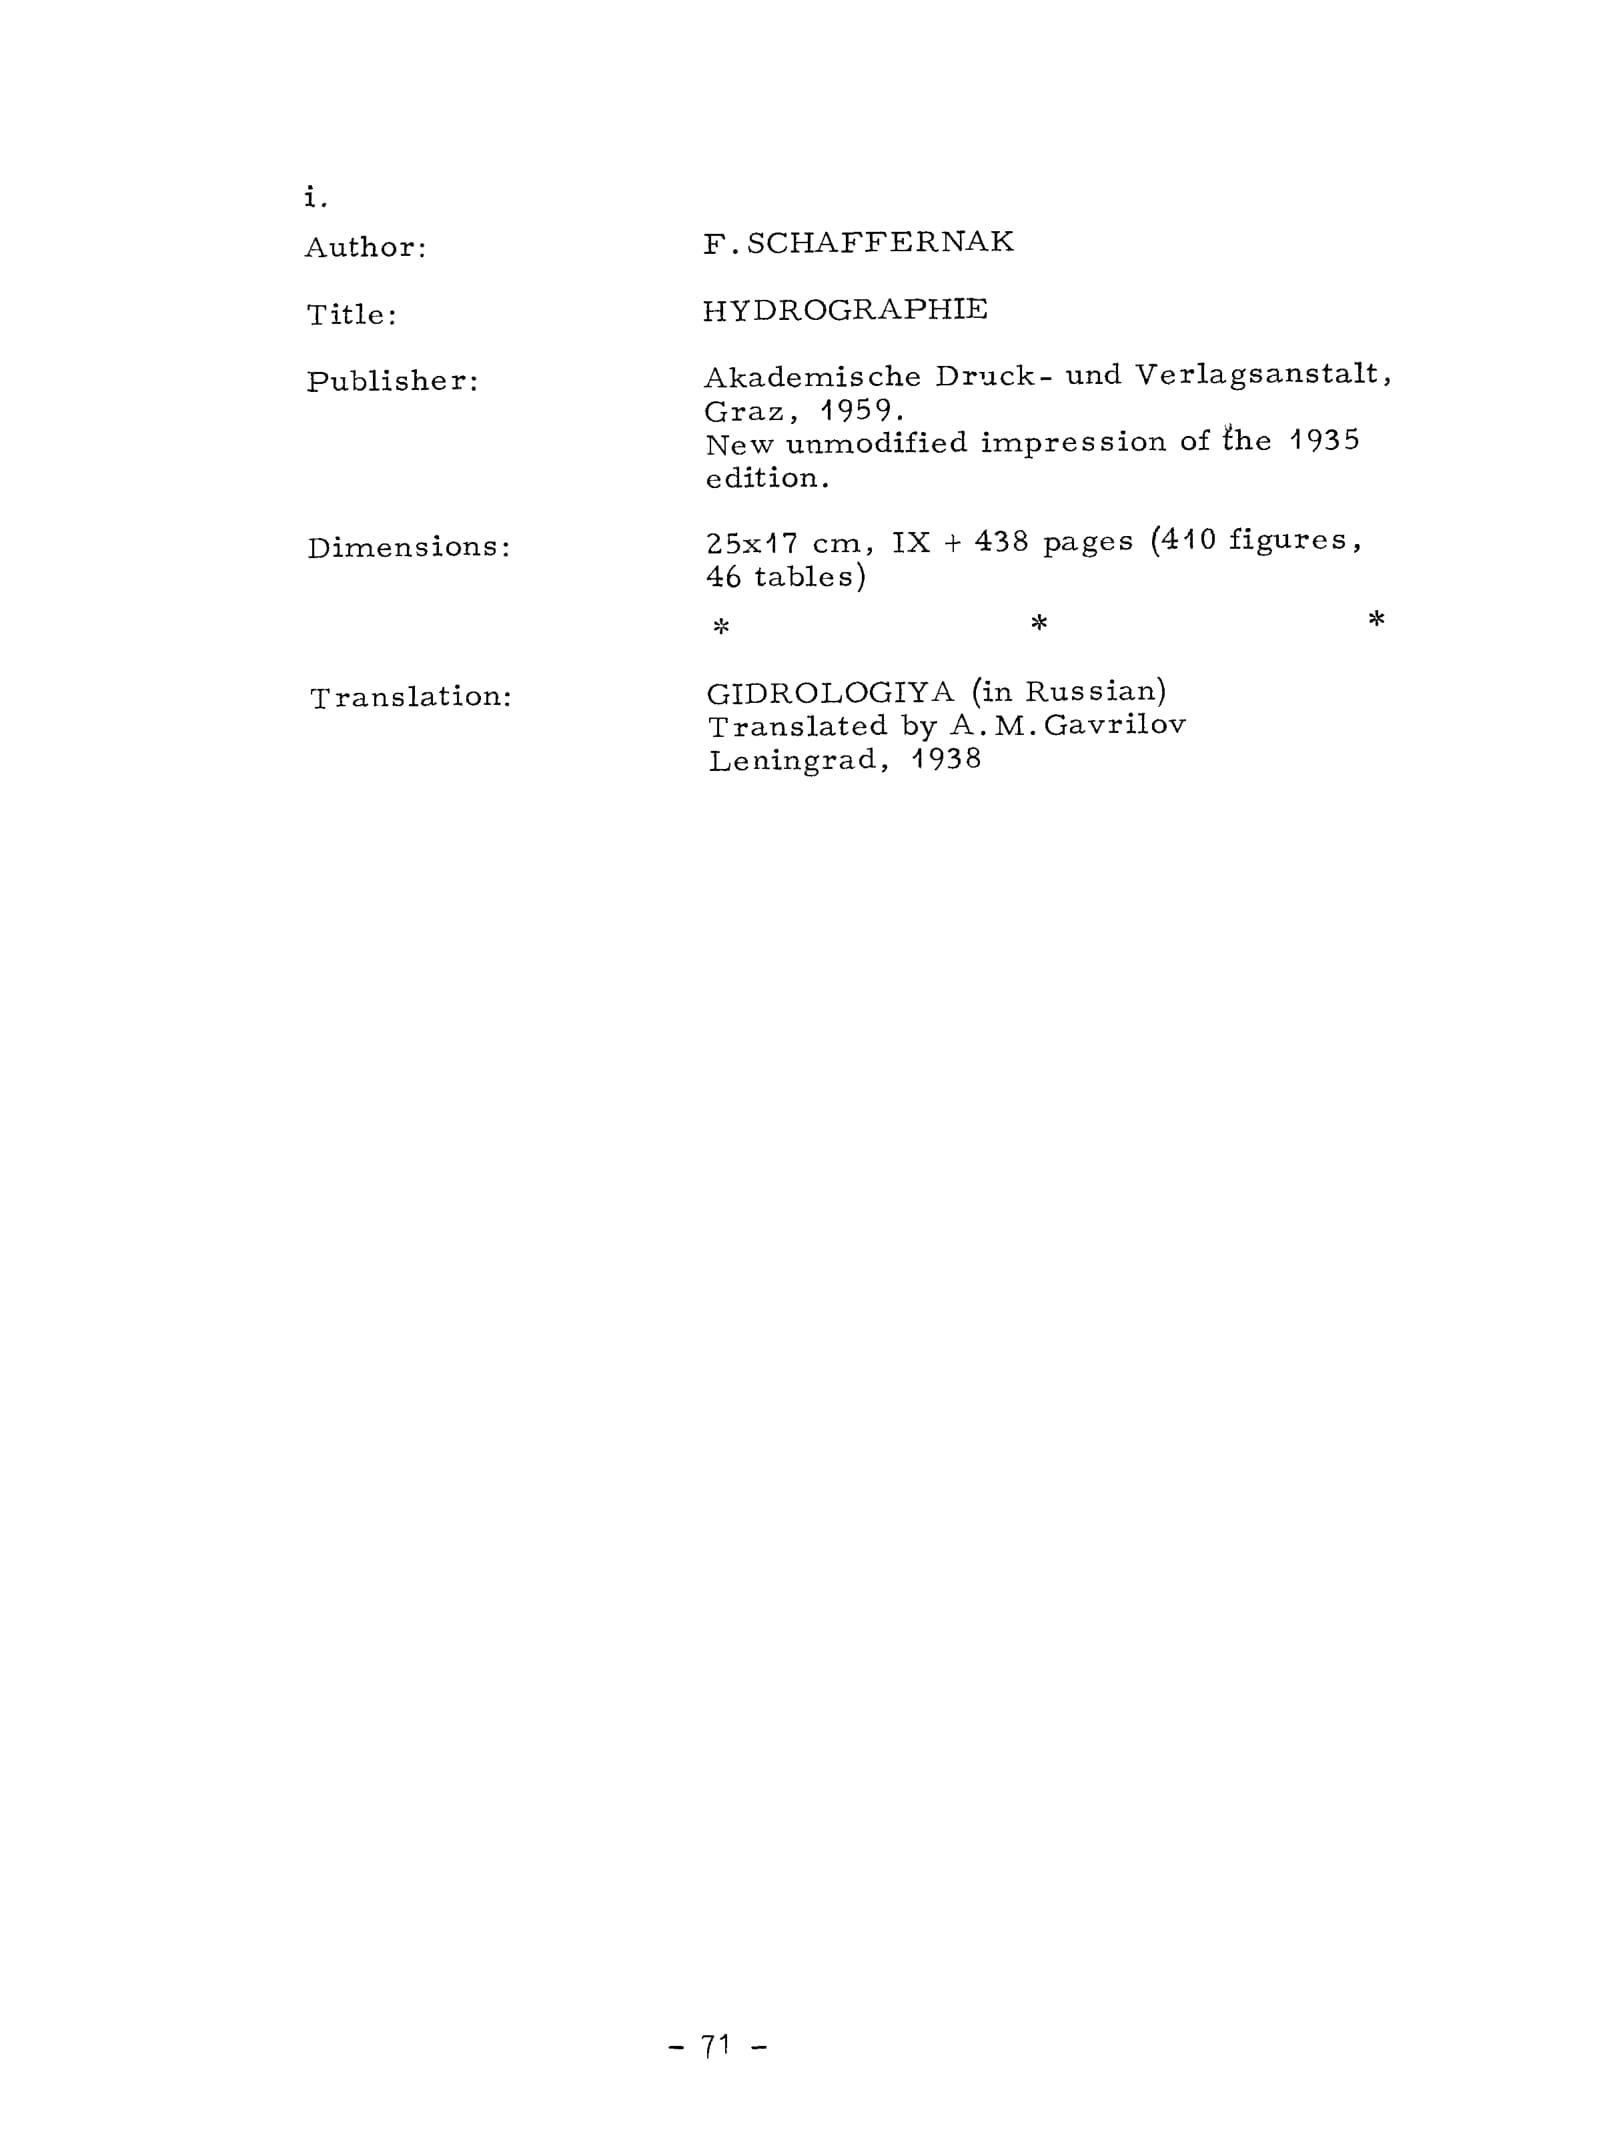 i.
Author: F. SCHAFFERNAK
Title: HYDROGRAPHIE
Publisher: Akademische Druck- und Verlagsanstalt,
Graz, 1959.
New unmodified impression of the 1935
edition.
Dimensions: 25x17 cm, IX + 438 pages (410 figures,
46 tables)
* * *
Translation: GIDROLOGIYA (in Russian)
Translated by A. M. Gavrilov
Leningrad, 1938
- 71 -